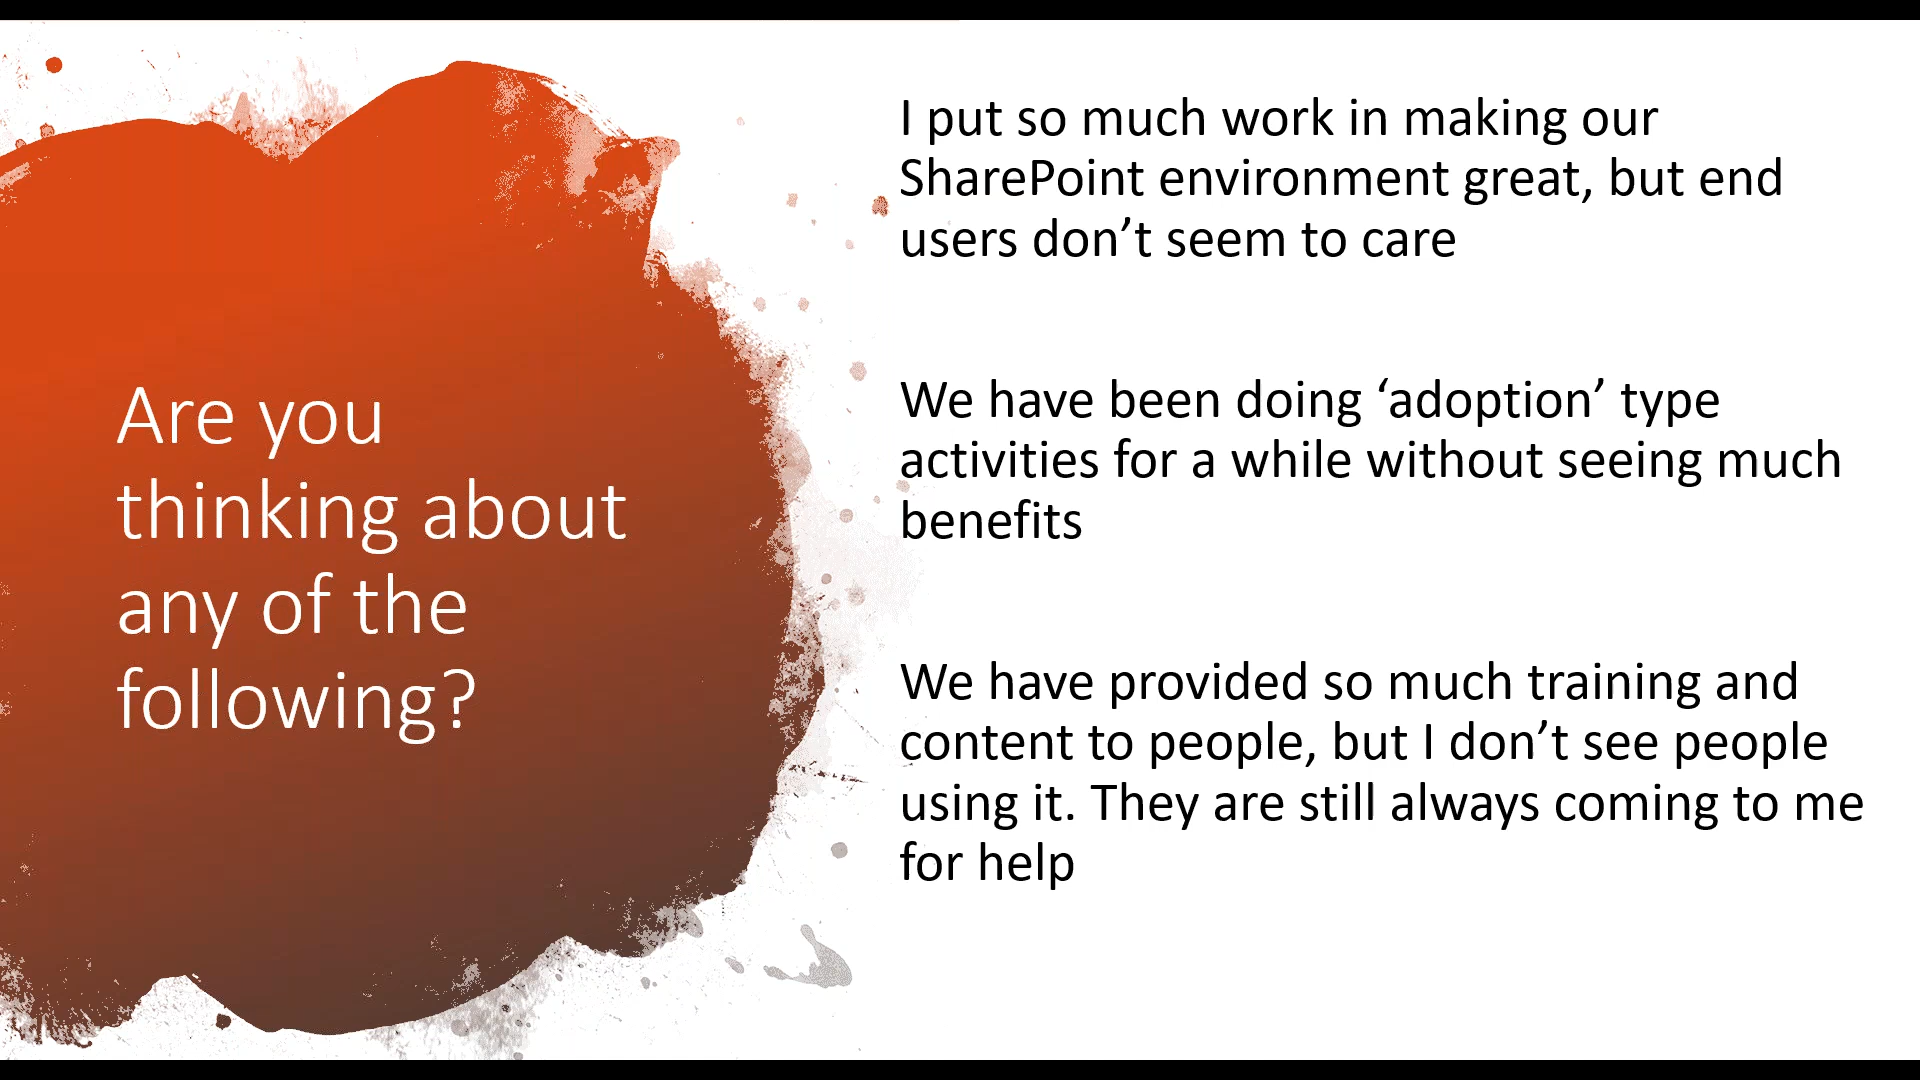 Are you
thinking about
any of the
following?
I put so much work in making our
SharePoint environment great, but end
users don’t seem to care
We have been doing ‘adoption’ type
activities for a while without seeing much
benefits
We have provided so much training and
content to people, but I don’t see people
using it. They are still always coming to me
for help